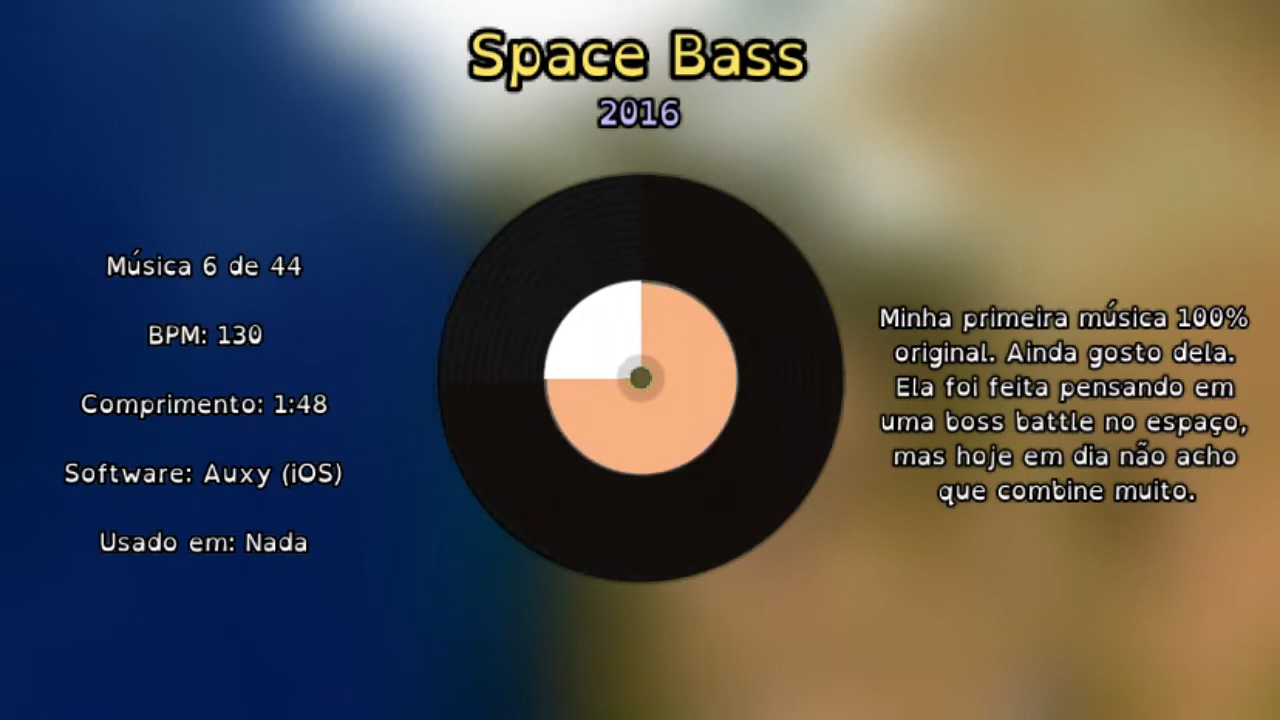 Space Bass
2016
Música 6 de 44
BPM: 130
Comprimento: 1:48
Software: Auxy (iOS)
Usado em: Nada
Minha primeira música 100%
original. Ainda gosto dela.
Ela foi feita pensando em
uma boss battle no espaço,
mas hoje em dia não acho
que combine muito.